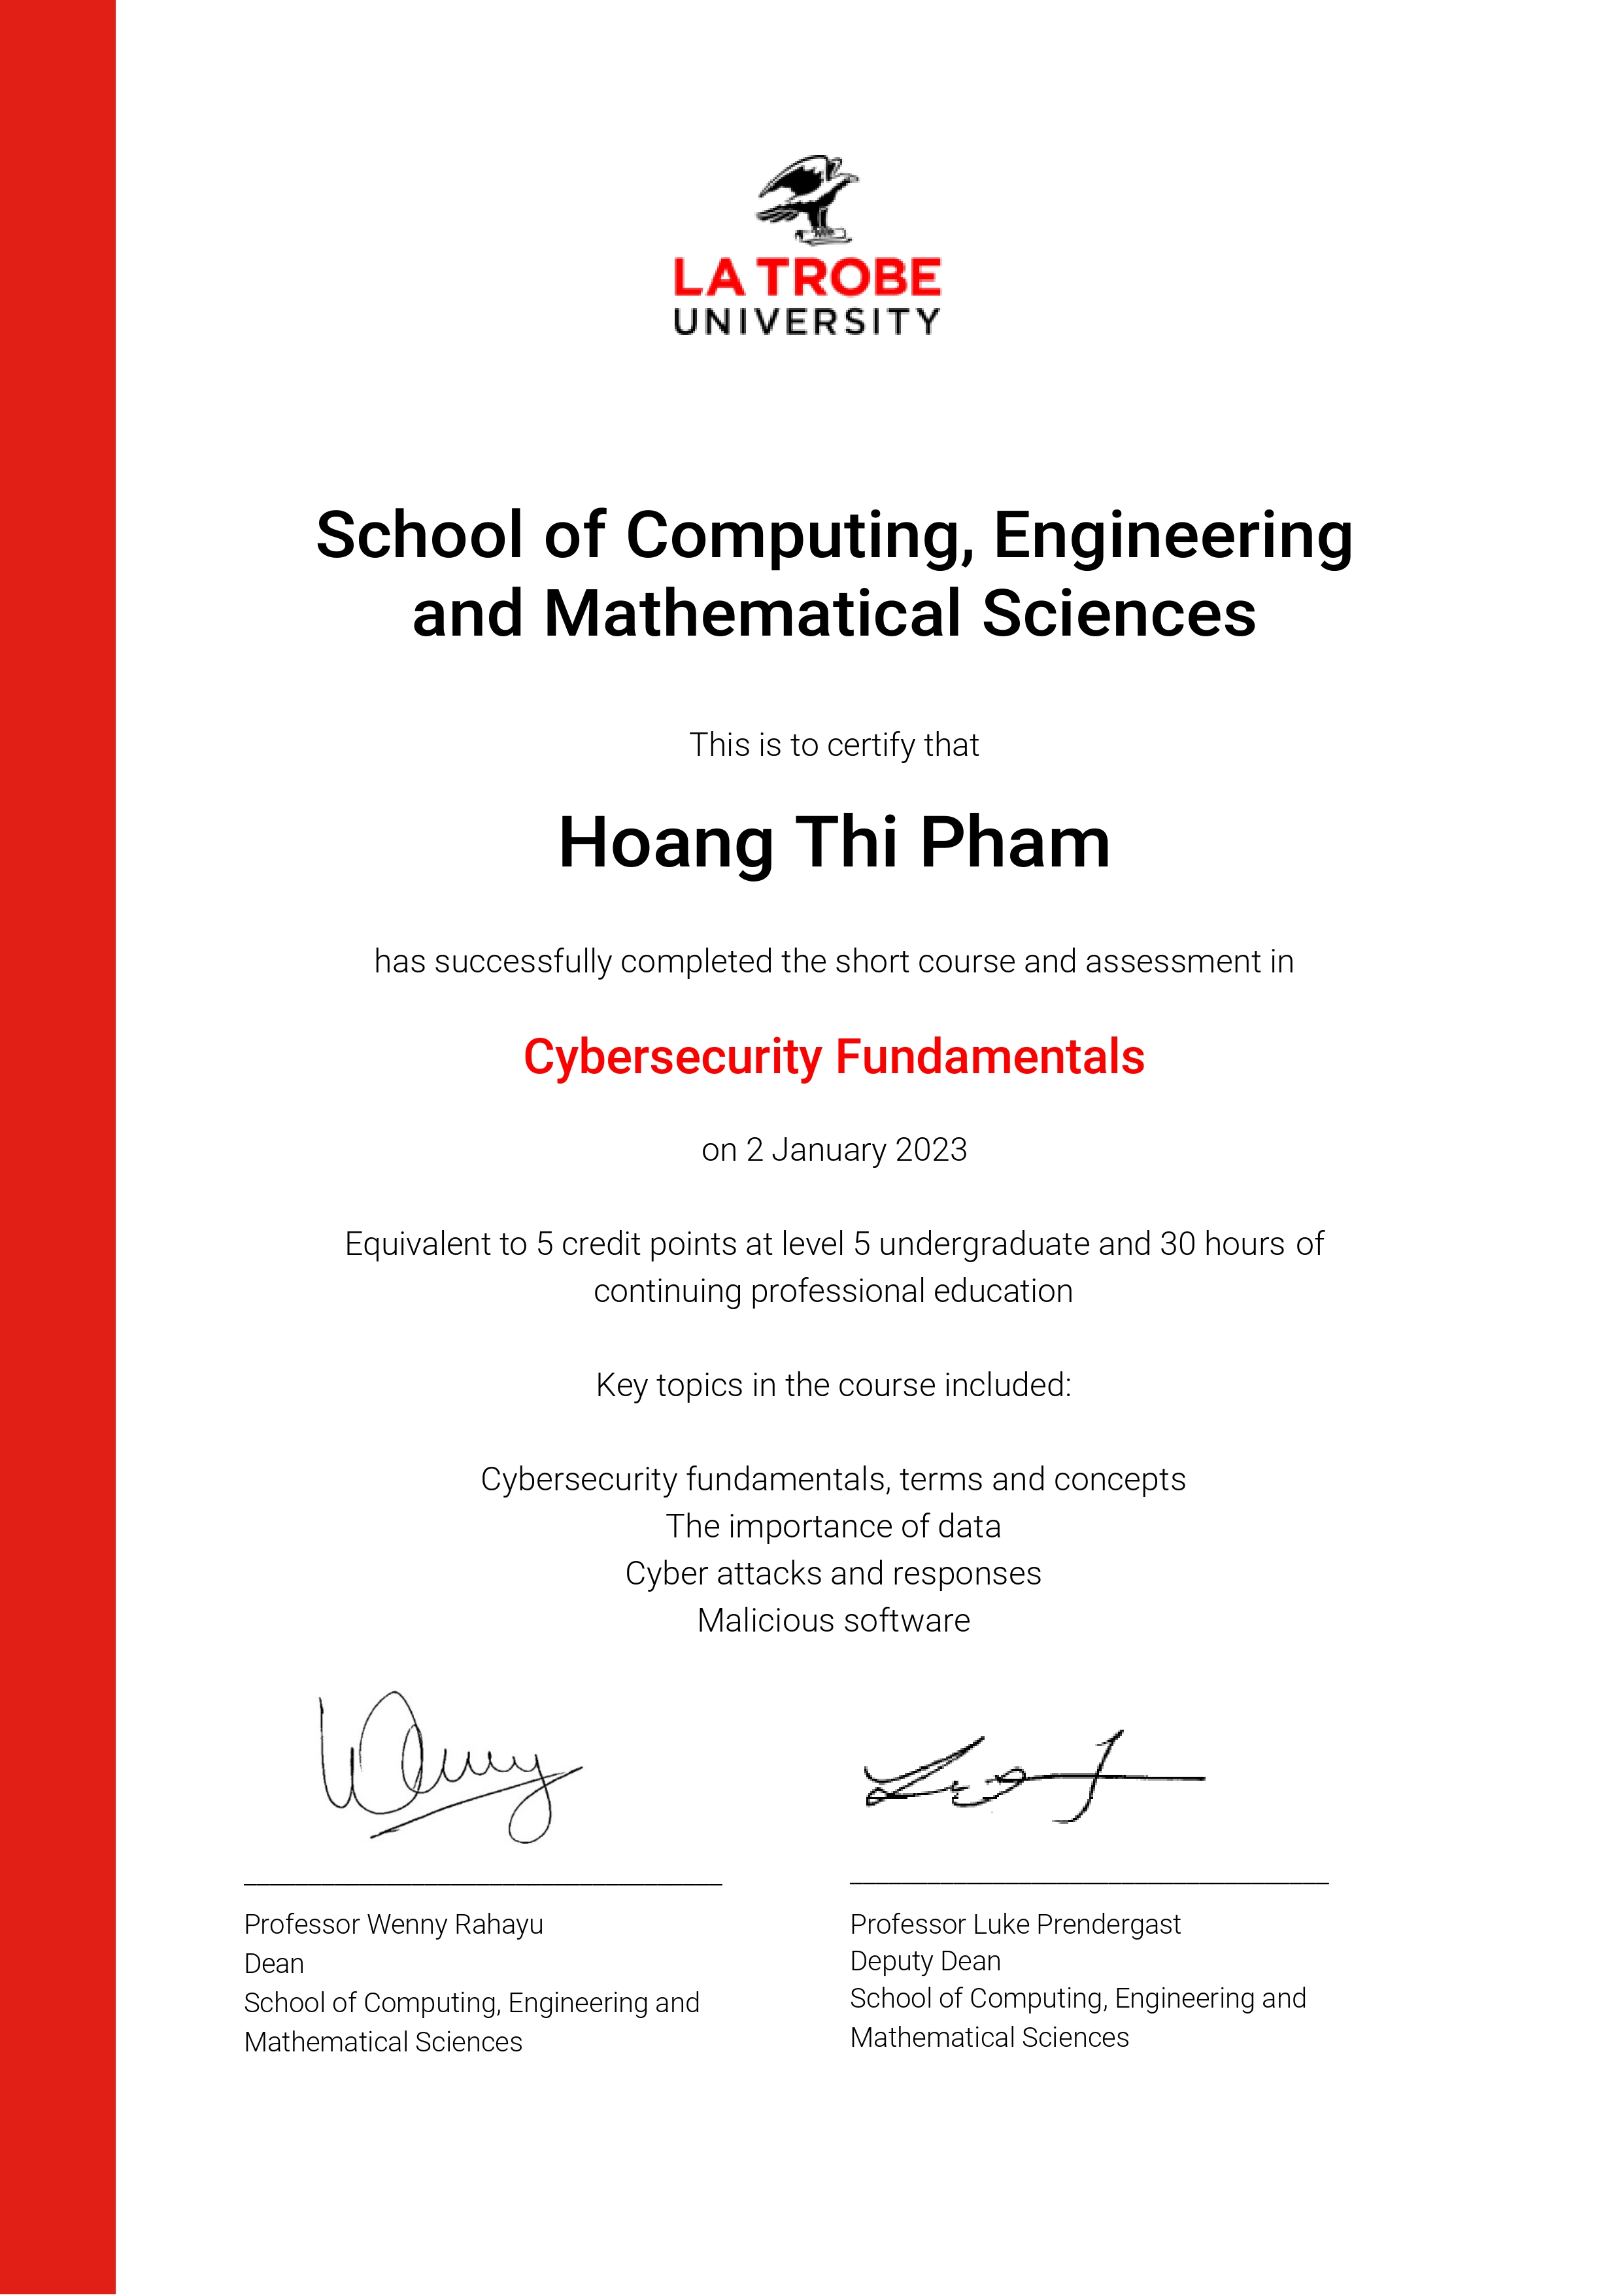 LA TROBE
UNIVERSITY
School of Computing, Engineering
and Mathematical Sciences
This is to certify that
Hoang Thi Pham
has successfully completed the short course and assessment in
Cybersecurity Fundamentals
on 2 January 2023
Equivalent to 5 credit points at level 5 undergraduate and 30 hours of
continuing professional education
Key topics in the course included:
Cybersecurity fundamentals, terms and concepts
The importance of data
Cyber attacks and responses
Malicious software
Wenny
Professor Wenny Rahayu
Dean
School of Computing, Engineering and
Mathematical Sciences
Professor Luke Prendergast
Deputy Dean
School of Computing, Engineering and
Mathematical Sciences